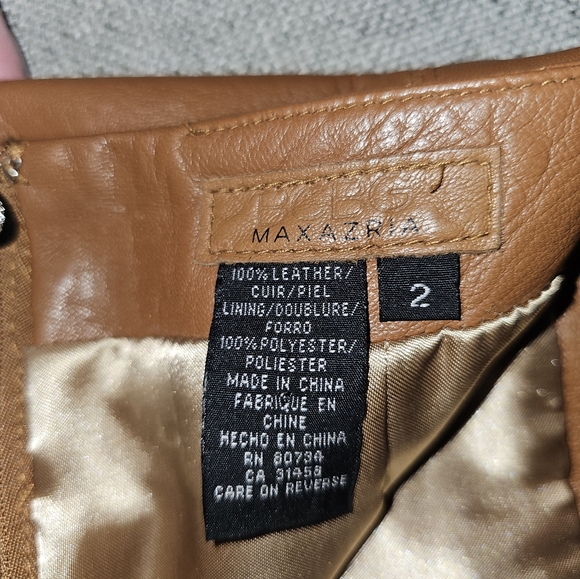 BCBG
MAXAZRIA
100% LEATHER/
CUIR/PIEL
LINING/DOUBLURE/
FORRO
100% POLYESTER/
POLIESTER
MADE IN CHINA
FABRIQUE EN
CHINE
HECHO EN CHINA
RN 80734
CA 31458
CARE ON REVERSE
2